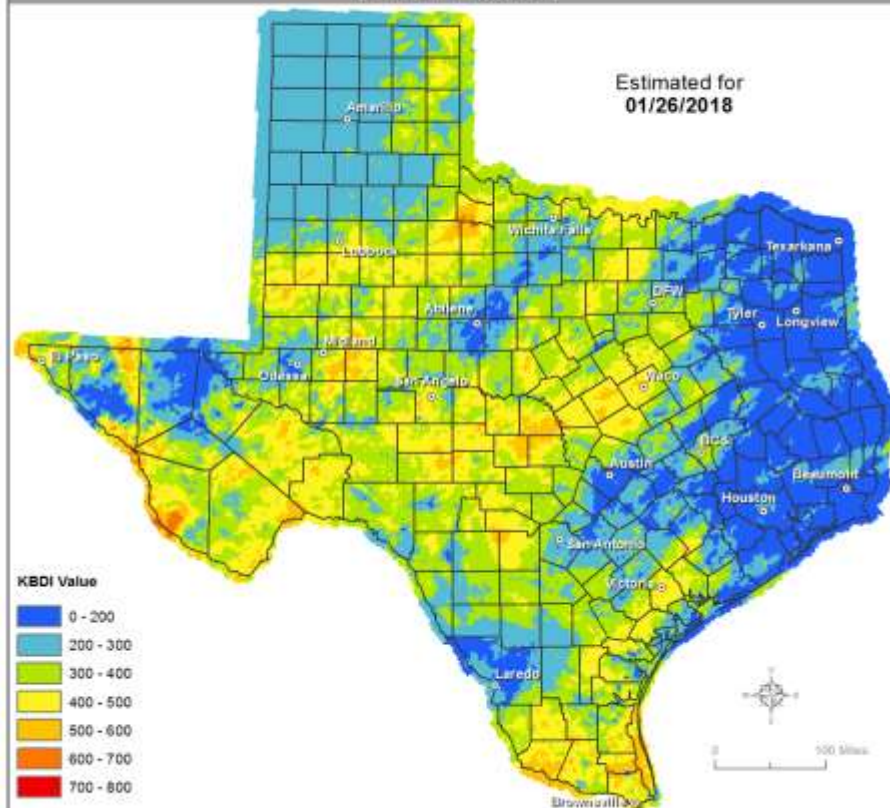 Estimated for
01/26/2018
Amarillo
Wichita Falls
Texarkana
Lubbock
DFW
Abilene
Tyler
Longview
El Paso
Midland
Odessa
San Angelo
Waco
BCS
Austin
Beaumont
Houston
San Antonio
Victoria
Laredo
Brownsville
KBDI Value
0 - 200
200 - 300
300 - 400
400 - 500
500 - 600
600 - 700
700 - 800
0 100 Miles